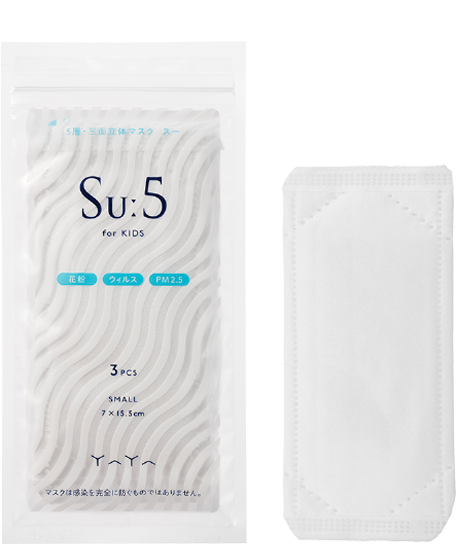 5層・三面立体マスク スー
Su:5
for KIDS
花粉 ウィルス PM2.5
3 PCS
SMALL
7×15.5cm
マスクは感染を完全に防ぐものではありません。